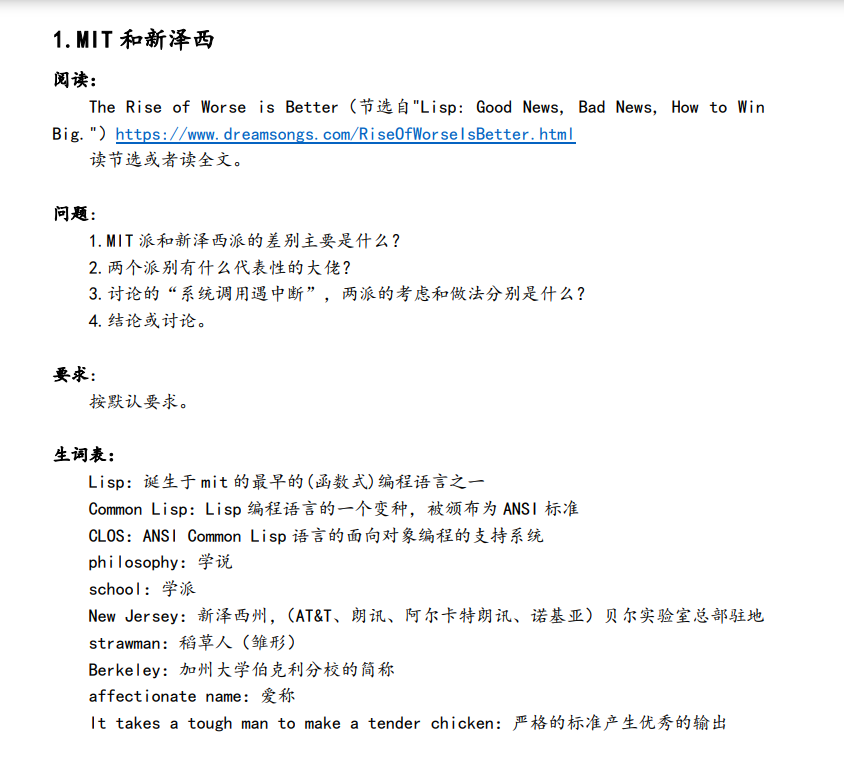 1.MIT 和新泽西
阅读：
The Rise of Worse is Better（节选自"Lisp: Good News, Bad News, How to Win
Big."）https://www.dreamsongs.com/RiseOfWorseIsBetter.html
读节选或者读全文。
问题：
1.MIT 派和新泽西派的差别主要是什么？
2.两个派别有什么代表性的大佬？
3.讨论的“系统调用遇中断”，两派的考虑和做法分别是什么？
4.结论或讨论。
要求：
按默认要求。
生词表：
Lisp：诞生于 mit 的最早的(函数式)编程语言之一
Common Lisp：Lisp 编程语言的一个变种，被颁布为 ANSI 标准
CLOS：ANSI Common Lisp 语言的面向对象编程的支持系统
philosophy：学说
school：学派
New Jersey：新泽西州，（AT&T、朗讯、阿尔卡特朗讯、诺基亚）贝尔实验室总部驻地
strawman：稻草人（雏形）
Berkeley：加州大学伯克利分校的简称
affectionate name：爱称
It takes a tough man to make a tender chicken：严格的标准产生优秀的输出